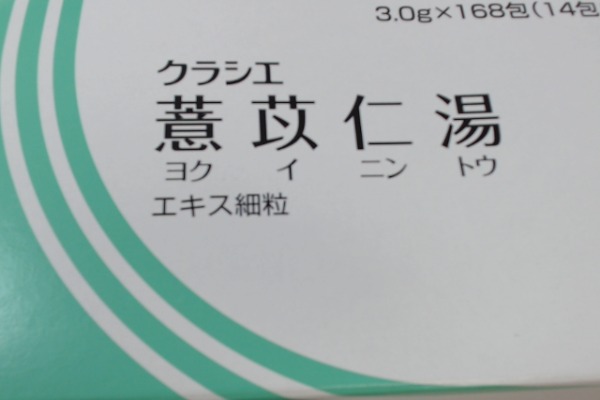 3.0g×168包(14包
クラシエ
薏苡仁湯
ヨクイニントウ
エキス細粒